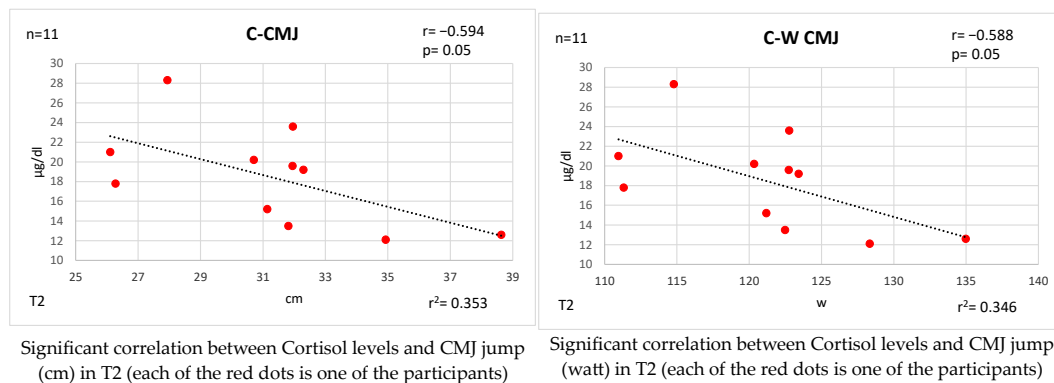 n=11
C-CMJ
r= −0.594
p= 0.05
30
28
26
24
22
20
18
16
14
12
10
µg/dl
25 27 29 31 33 35 37 39
T2
cm
r²= 0.353
Significant correlation between Cortisol levels and CMJ jump
(cm) in T2 (each of the red dots is one of the participants)
n=11
C-W CMJ
r= −0.588
p= 0.05
30
28
26
24
22
20
18
16
14
12
10
µg/dl
110 115 120 125 130 135 140
T2
w
r²= 0.346
Significant correlation between Cortisol levels and CMJ jump
(watt) in T2 (each of the red dots is one of the participants)